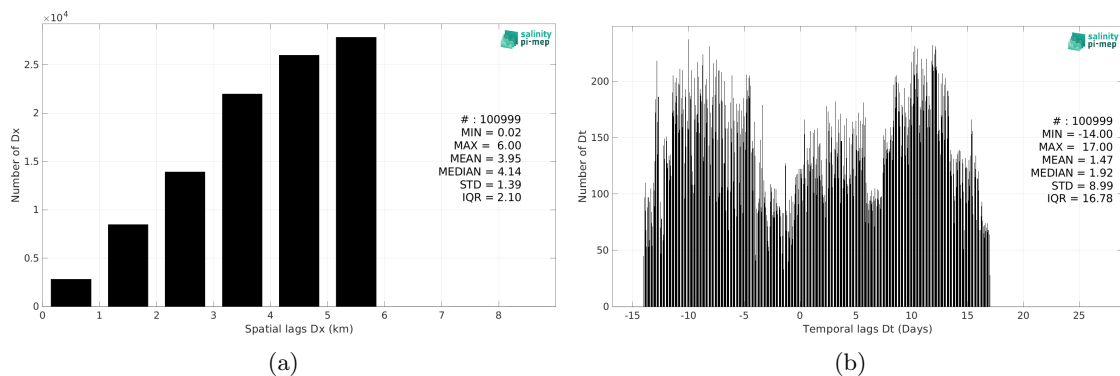 ×10⁴
salinity
pi-mep
2.5
2
1.5
1
0.5
0
Number of Dx
# : 100999
MIN = 0.02
MAX = 6.00
MEAN = 3.95
MEDIAN = 4.14
STD = 1.39
IQR = 2.10
0 1 2 3 4 5 6 7 8
Spatial lags Dx (km)
(a)
salinity
pi-mep
200
150
100
50
0
Number of Dt
# : 100999
MIN = -14.00
MAX = 17.00
MEAN = 1.47
MEDIAN = 1.92
STD = 8.99
IQR = 16.78
-15 -10 -5 0 5 10 15 20 25
Temporal lags Dt (Days)
(b)